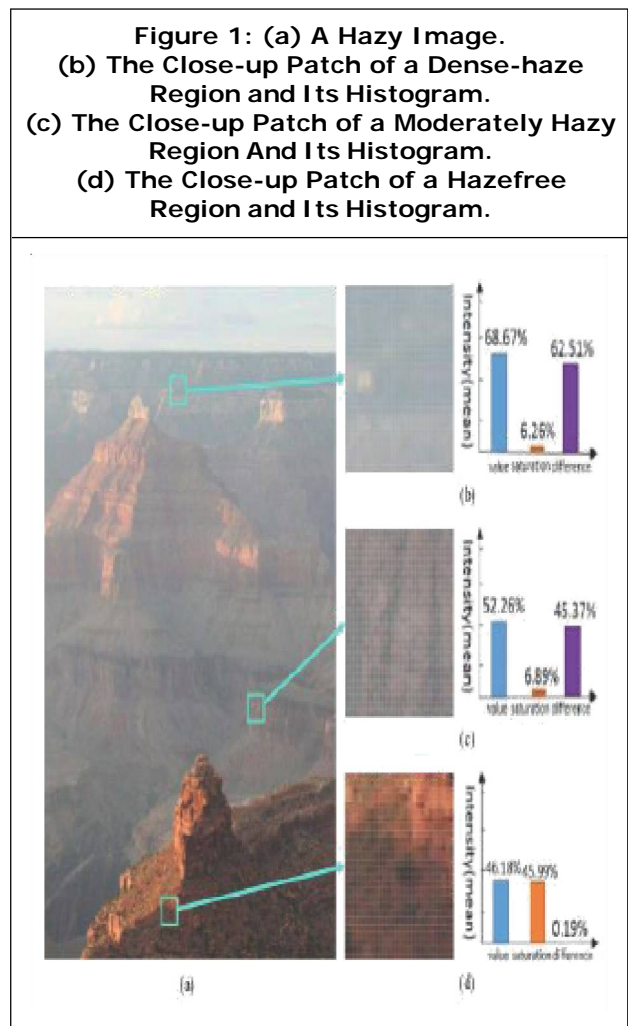 Figure 1: (a) A Hazy Image.
(b) The Close-up Patch of a Dense-haze
Region and Its Histogram.
(c) The Close-up Patch of a Moderately Hazy
Region And Its Histogram.
(d) The Close-up Patch of a Hazefree
Region and Its Histogram.
Intensity(mean)
68.67%
6.26%
62.51%
value saturation difference
(b)
Intensity(mean)
52.26%
6.89%
45.37%
value saturation difference
(c)
Intensity(mean)
46.18%
45.99%
0.19%
value saturation difference
(a)
(d)